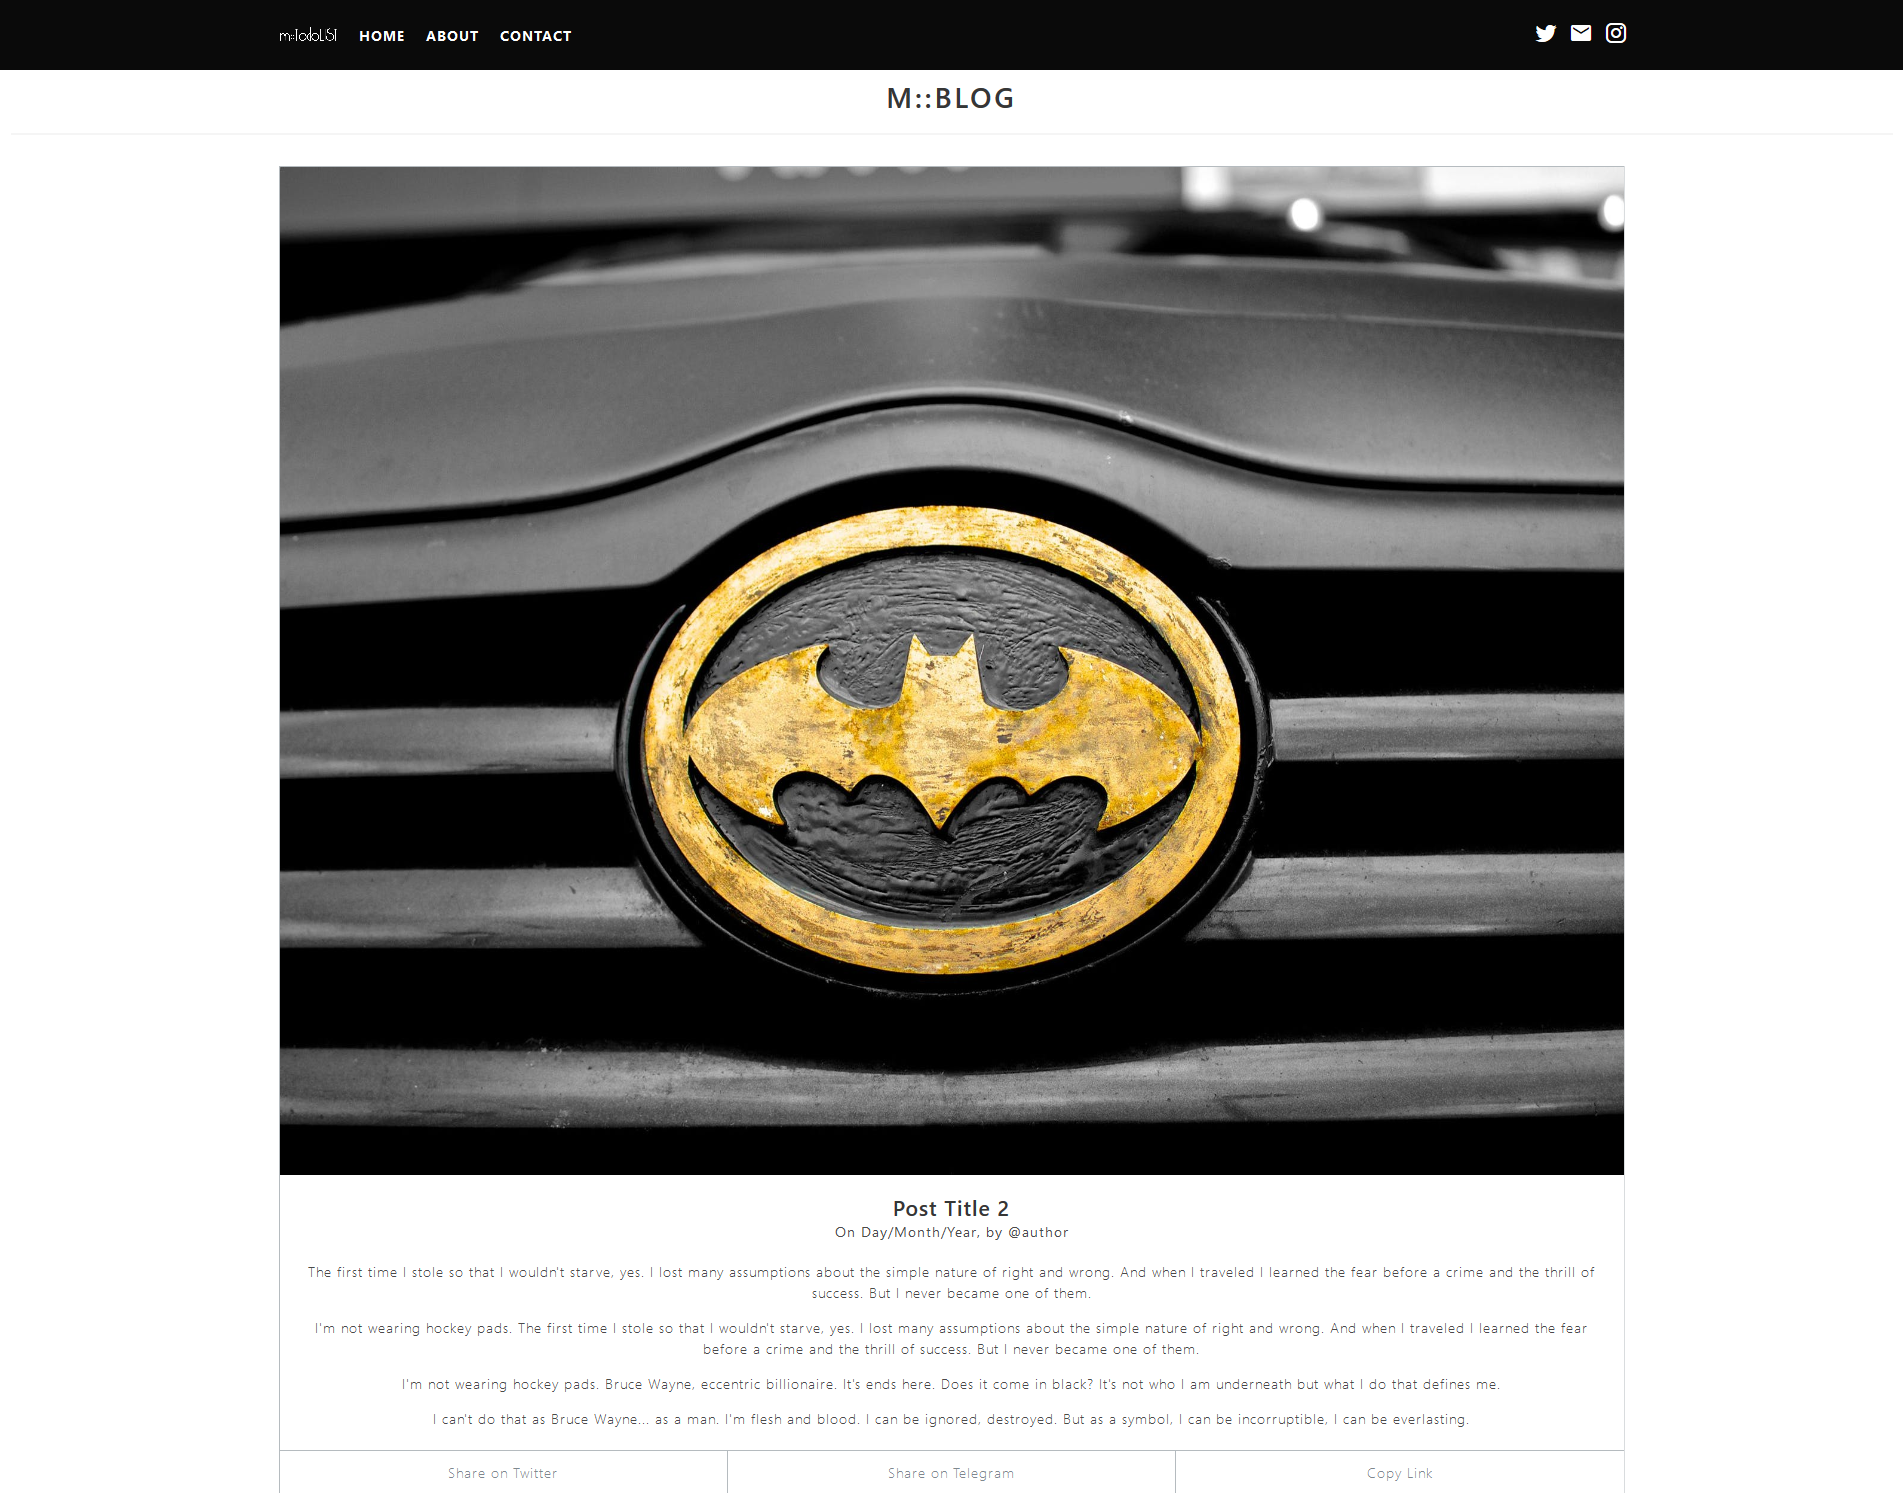 m::TodoLIST HOME ABOUT CONTACT
M::BLOG
Post Title 2
On Day/Month/Year, by @author
The first time I stole so that I wouldn't starve, yes. I lost many assumptions about the simple nature of right and wrong. And when I traveled I learned the fear before a crime and the thrill of
success. But I never became one of them.
I'm not wearing hockey pads. The first time I stole so that I wouldn't starve, yes. I lost many assumptions about the simple nature of right and wrong. And when I traveled I learned the fear
before a crime and the thrill of success. But I never became one of them.
I'm not wearing hockey pads. Bruce Wayne, eccentric billionaire. It's ends here. Does it come in black? It's not who I am underneath but what I do that defines me.
I can't do that as Bruce Wayne... as a man. I'm flesh and blood. I can be ignored, destroyed. But as a symbol, I can be incorruptible, I can be everlasting.
Share on Twitter Share on Telegram Copy Link